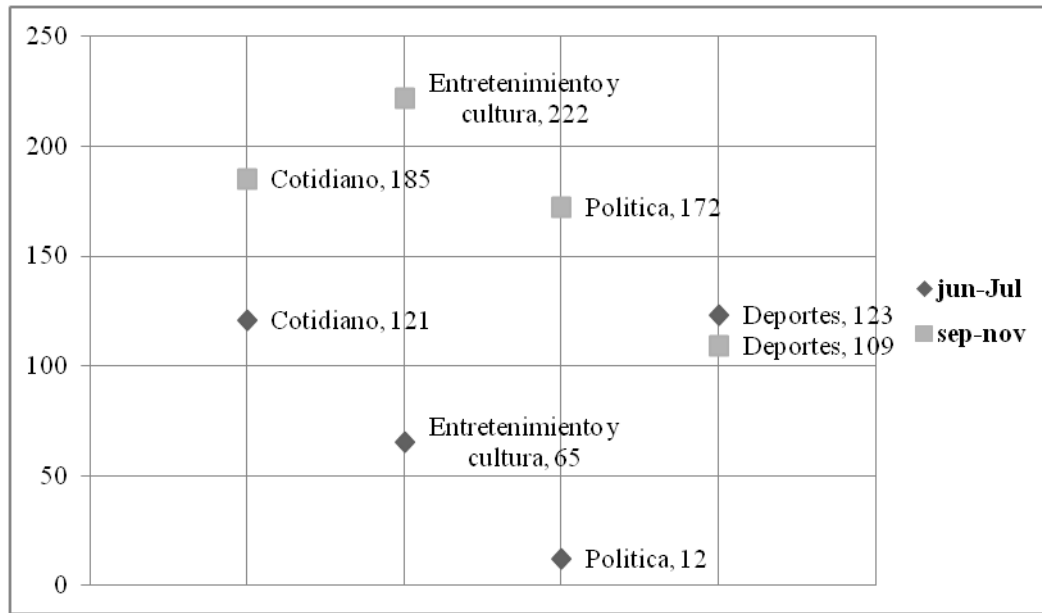 250
200
150
100
50
0
Entretenimiento y
cultura, 222
Cotidiano, 185
Politica, 172
Cotidiano, 121
Deportes, 123
Deportes, 109
Entretenimiento y
cultura, 65
Politica, 12
jun-Jul
sep-nov